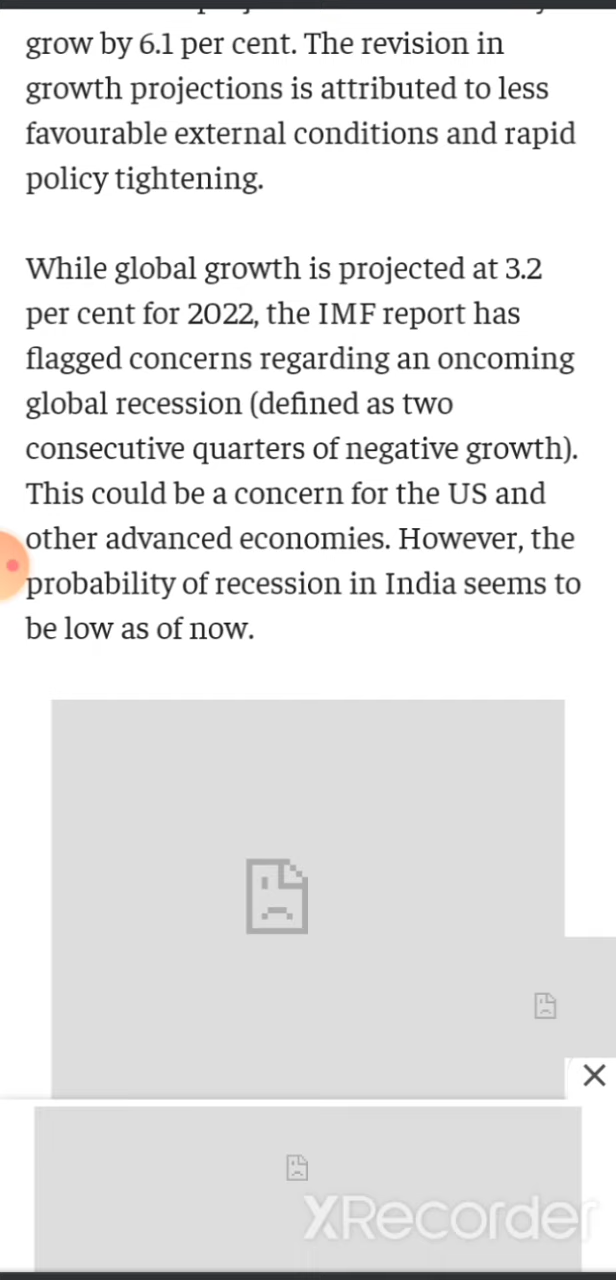 grow by 6.1 per cent. The revision in
growth projections is attributed to less
favourable external conditions and rapid
policy tightening.
While global growth is projected at 3.2
per cent for 2022, the IMF report has
flagged concerns regarding an oncoming
global recession (defined as two
consecutive quarters of negative growth).
This could be a concern for the US and
other advanced economies. However, the
probability of recession in India seems to
be low as of now.
XRecorder